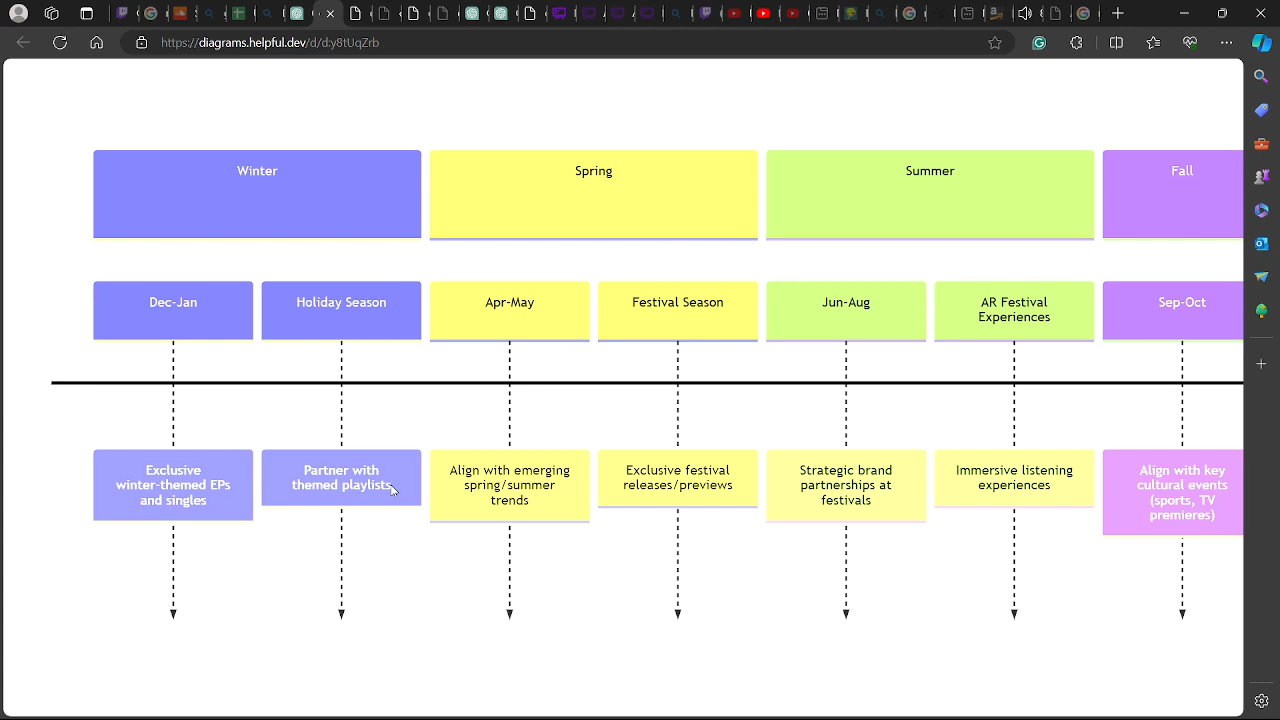 https://diagrams.helpful.dev/d/d:y8tUqZrb
Winter
Spring
Summer
Fall
Dec-Jan
Holiday Season
Apr-May
Festival Season
Jun-Aug
AR Festival
Experiences
Sep-Oct
Exclusive
winter-themed EPs
and singles
Partner with
themed playlists
Align with emerging
spring/summer
trends
Exclusive festival
releases/previews
Strategic brand
partnerships at
festivals
Immersive listening
experiences
Align with key
cultural events
(sports, TV
premieres)